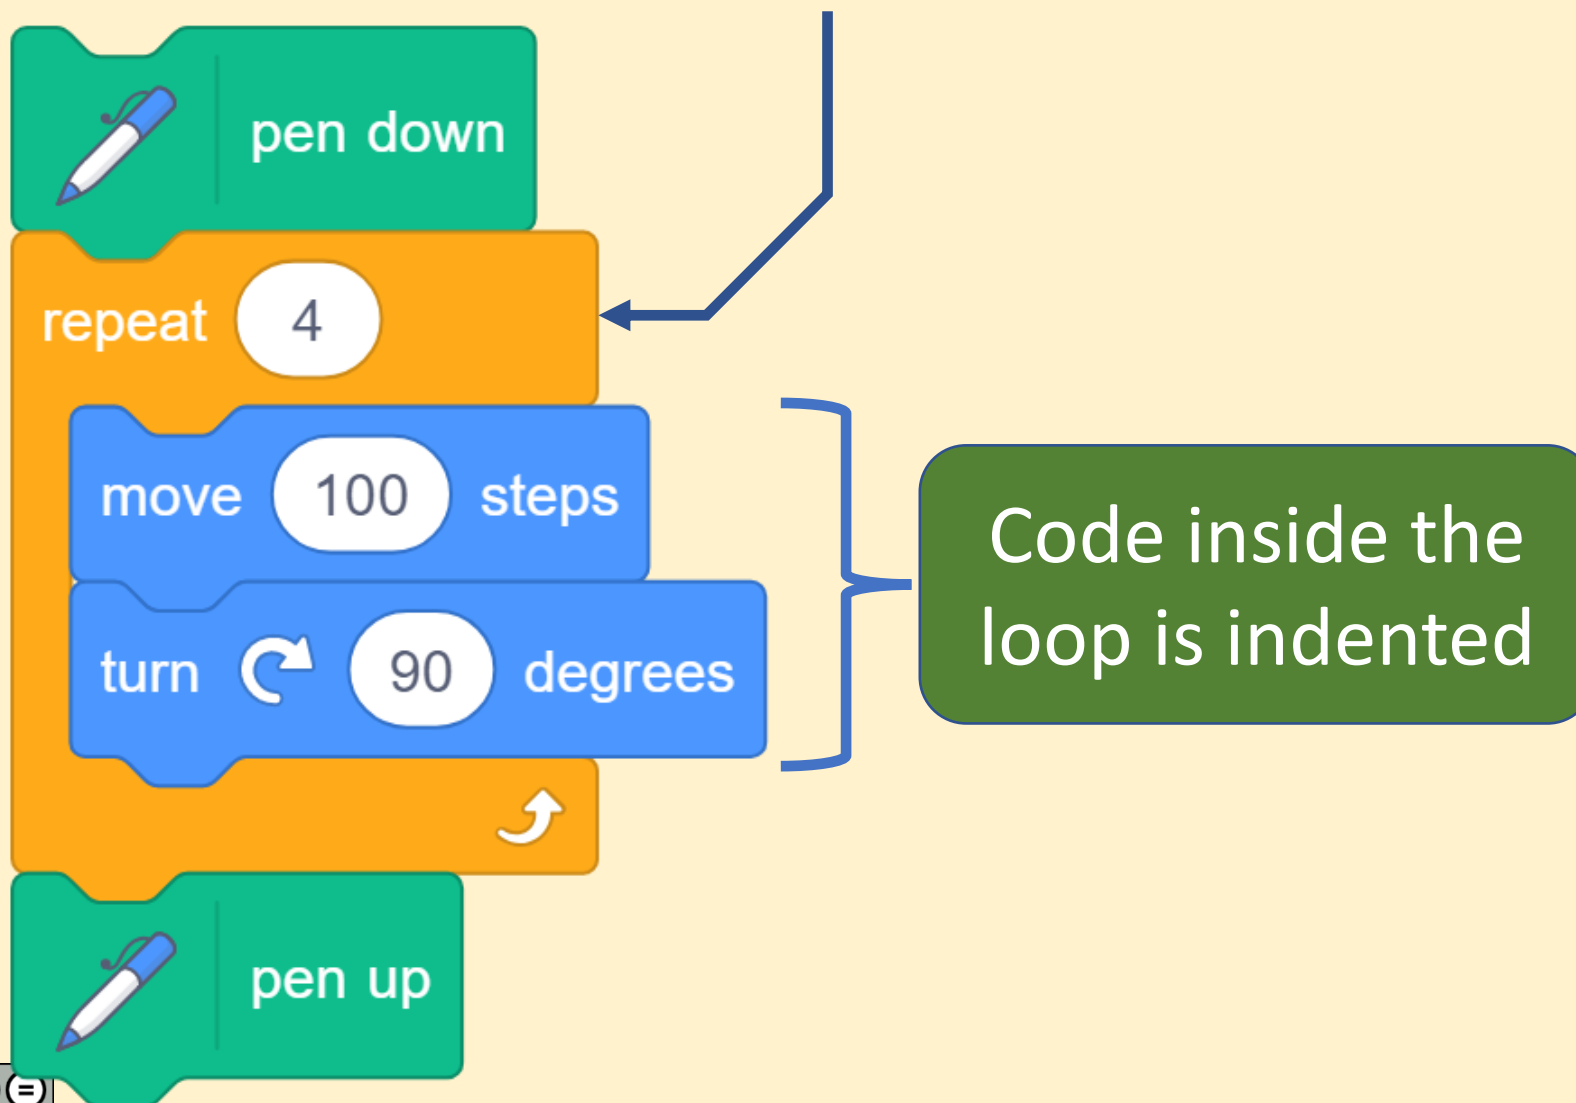 pen down
repeat 4
move 100 steps
turn 90 degrees
Code inside the
loop is indented
pen up
=